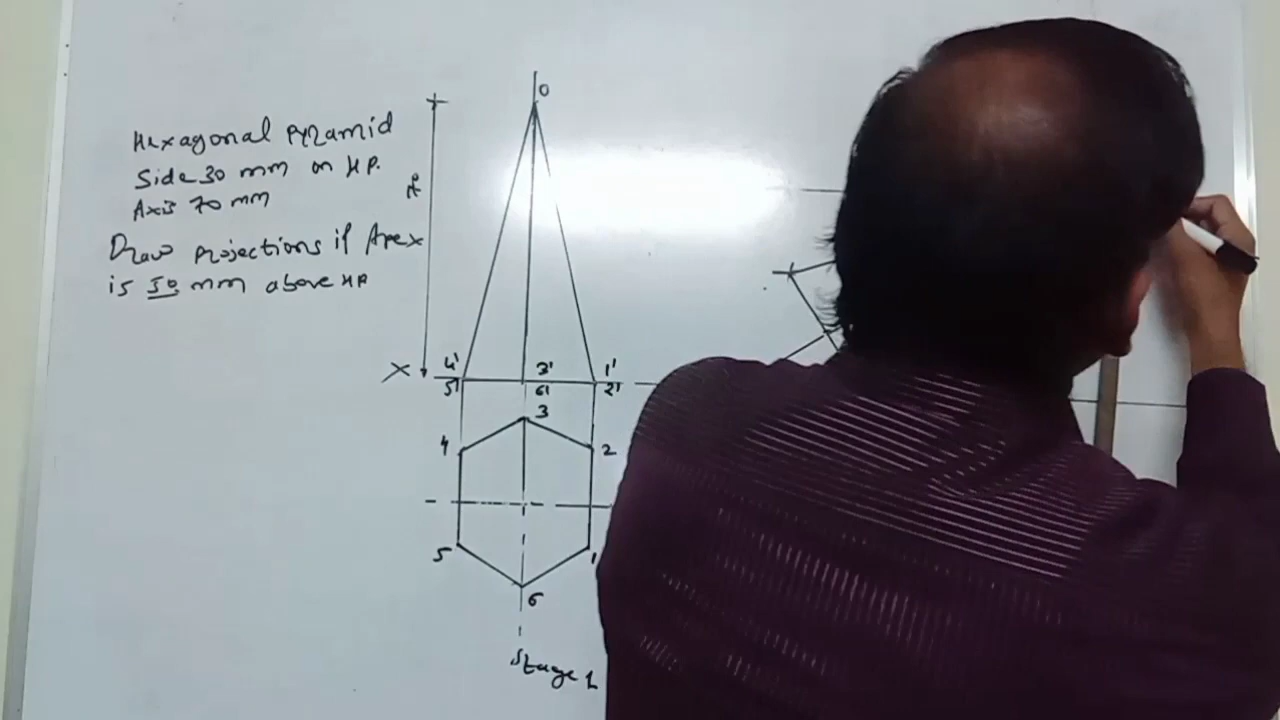 Hexagonal Pyramid
Side 30 mm on HP.
Axis 70 mm
Draw projections if Apex
is 50 mm above HP
O
X
4' 3' 1'
5' 6' 2'
3
4 2
5 1
6
Stage 1